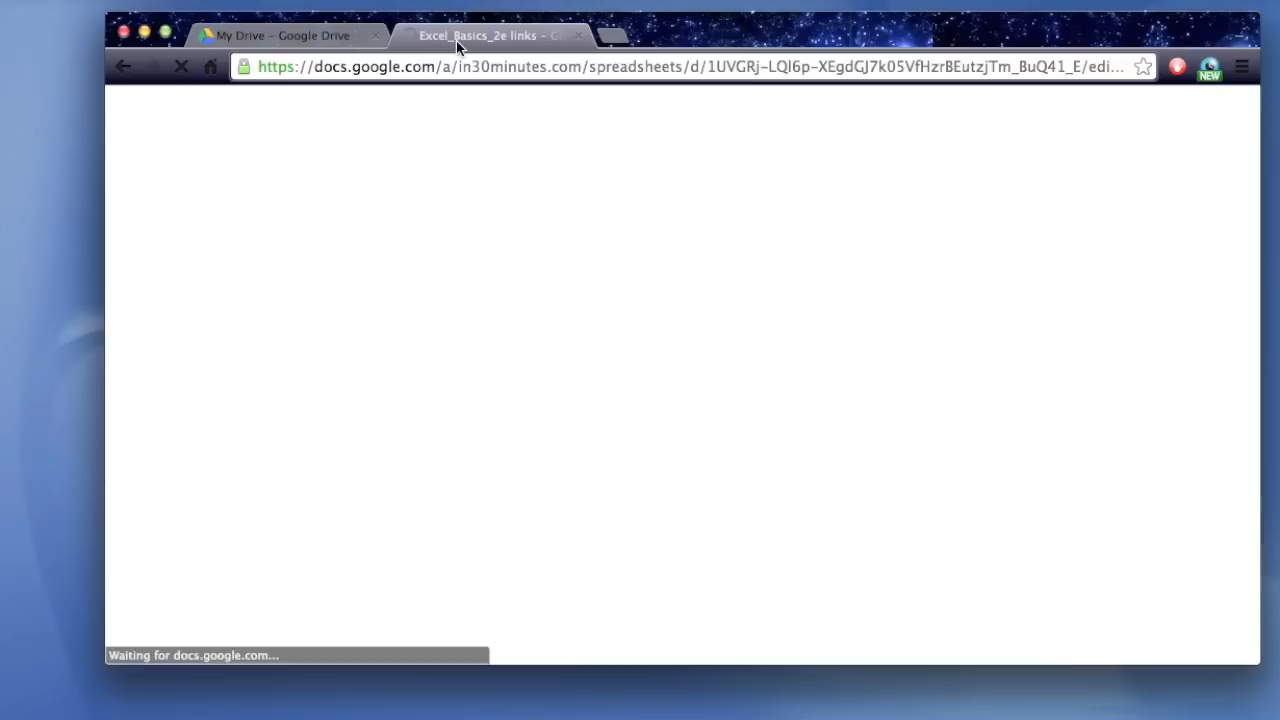 My Drive – Google Drive
Excel_Basics_2e links – G
https://docs.google.com/a/in30minutes.com/spreadsheets/d/1UVGRj-LQl6p-XEgdGJ7k05VfHzrBEutzjTm_BuQ41_E/edi...
NEW
Waiting for docs.google.com...